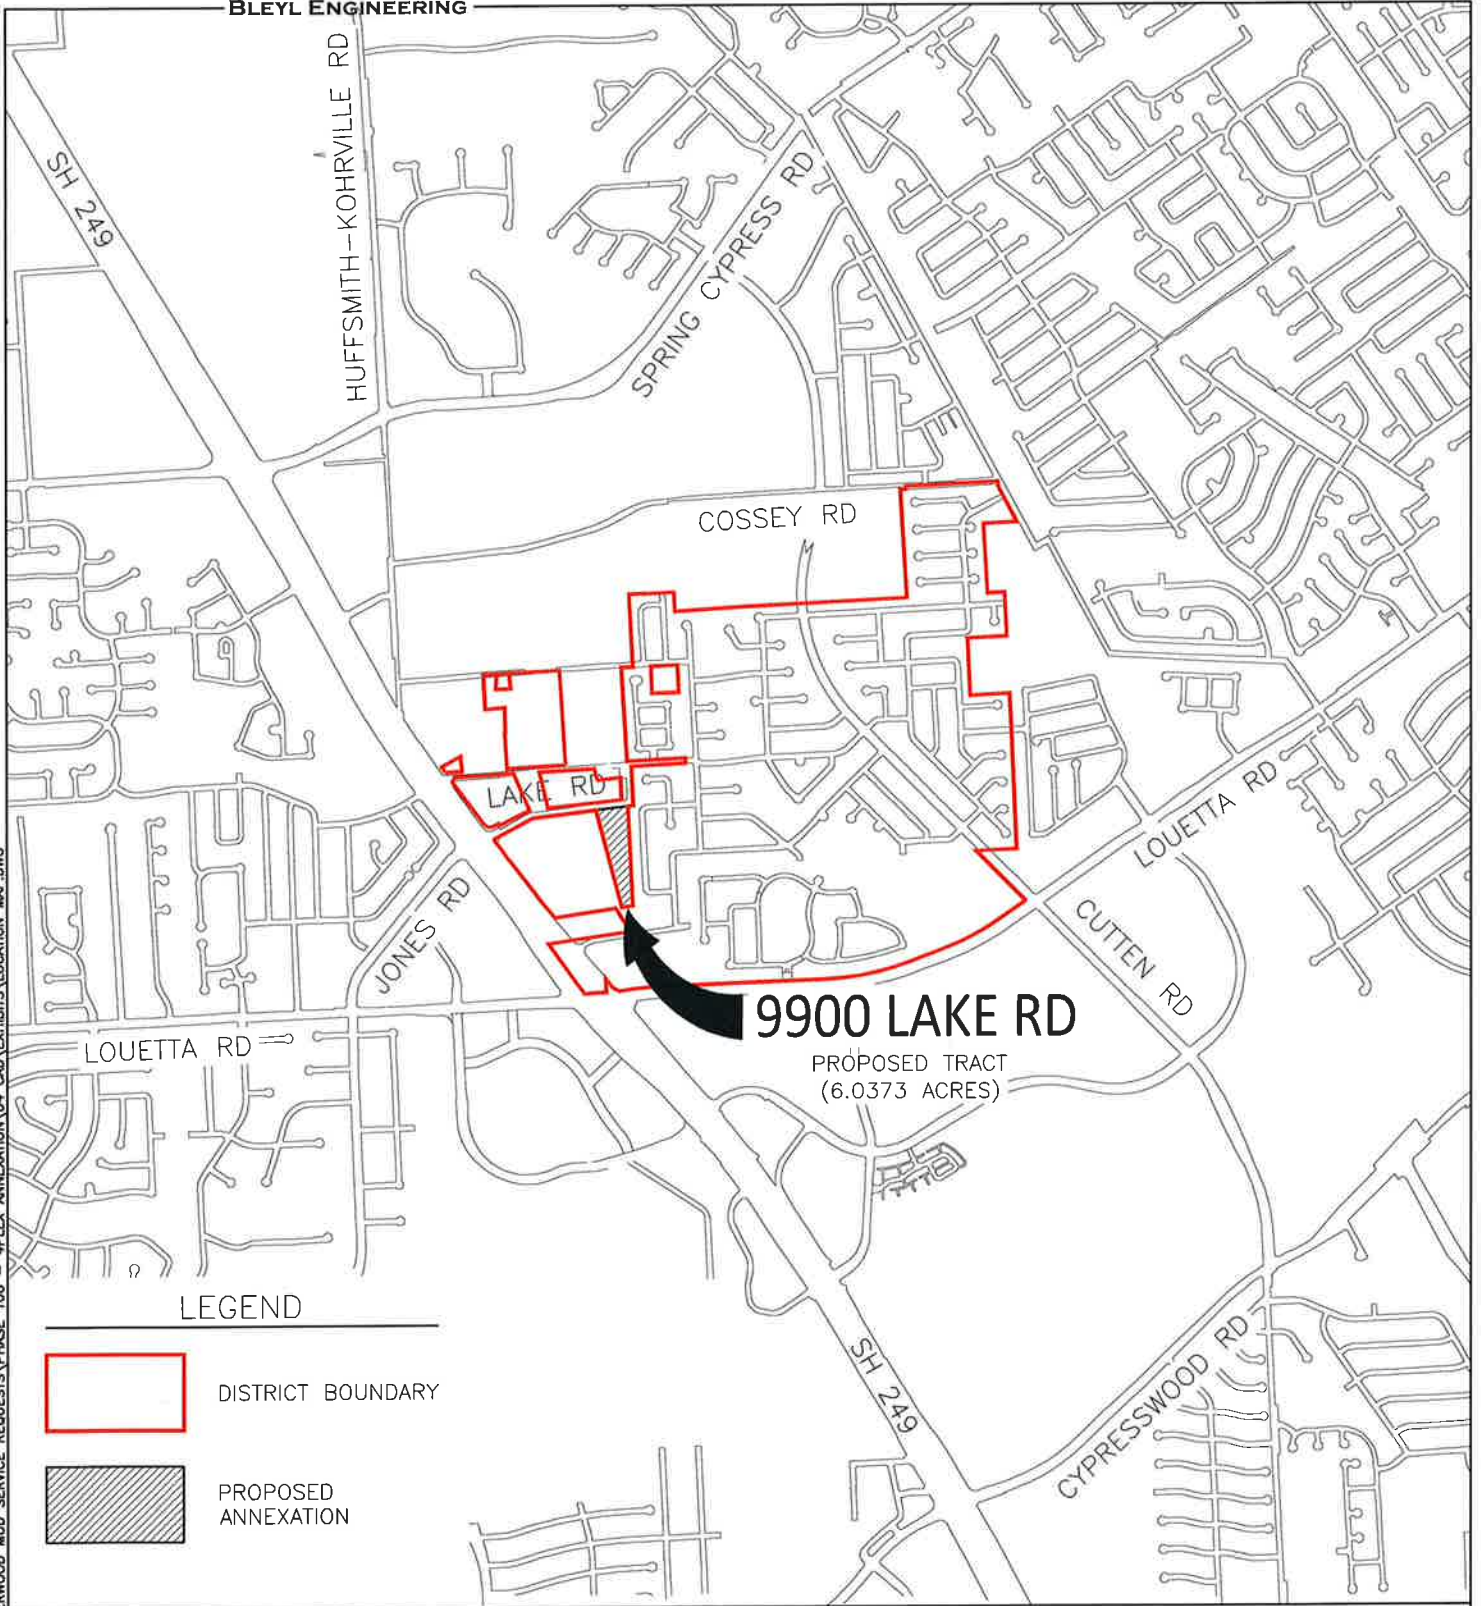 BLEYL ENGINEERING
HUFFSMITH-KOHRVILLE RD
SH 249
SPRING CYPRESS RD
COSSEY RD
LAKE RD
LOUETTA RD
JONES RD
CUTTEN RD
9900 LAKE RD
PROPOSED TRACT
(6.0373 ACRES)
LOUETTA RD
SH 249
CYPRESSWOOD RD
LEGEND
DISTRICT BOUNDARY
PROPOSED
ANNEXATION